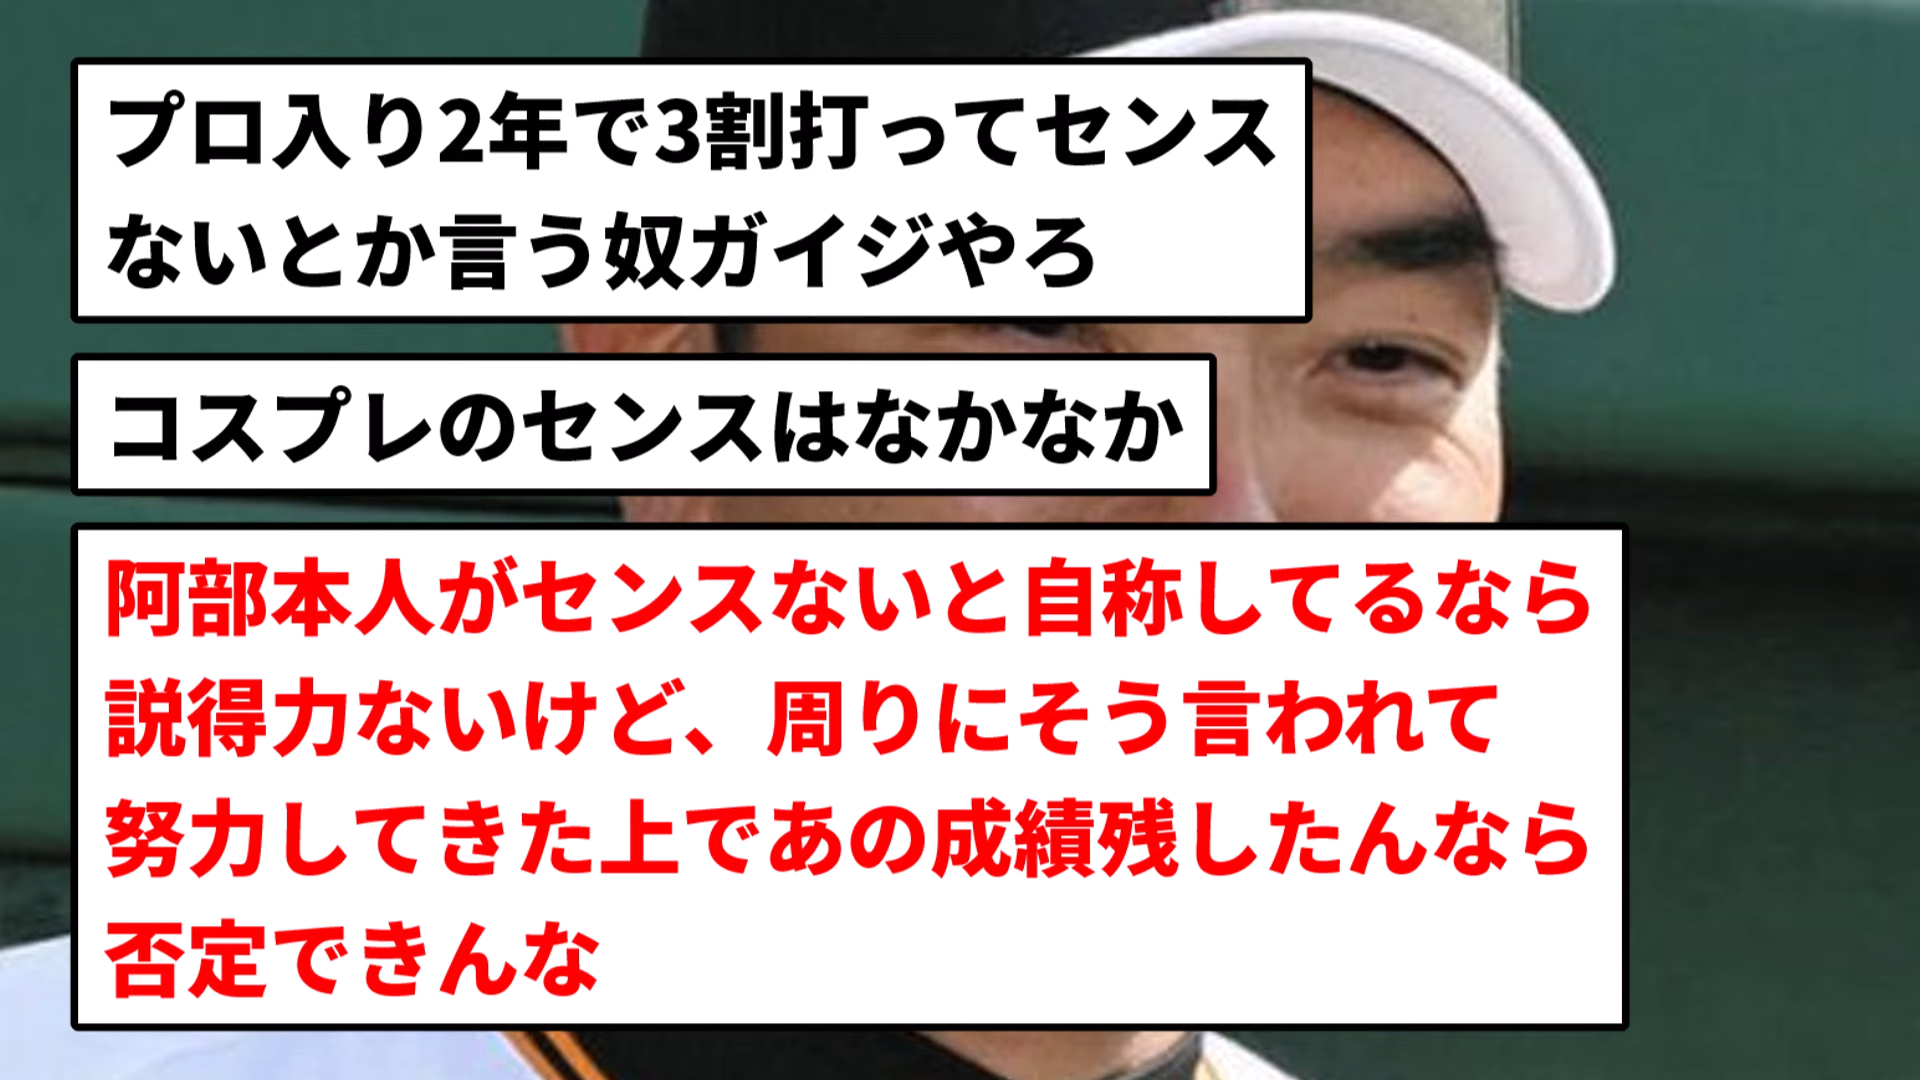 プロ入り2年で3割打ってセンス
ないとか言う奴ガイジやろ
コスプレのセンスはなかなか
阿部本人がセンスないと自称してるなら
説得力ないけど、周りにそう言われて
努力してきた上であの成績残したんなら
否定できんな